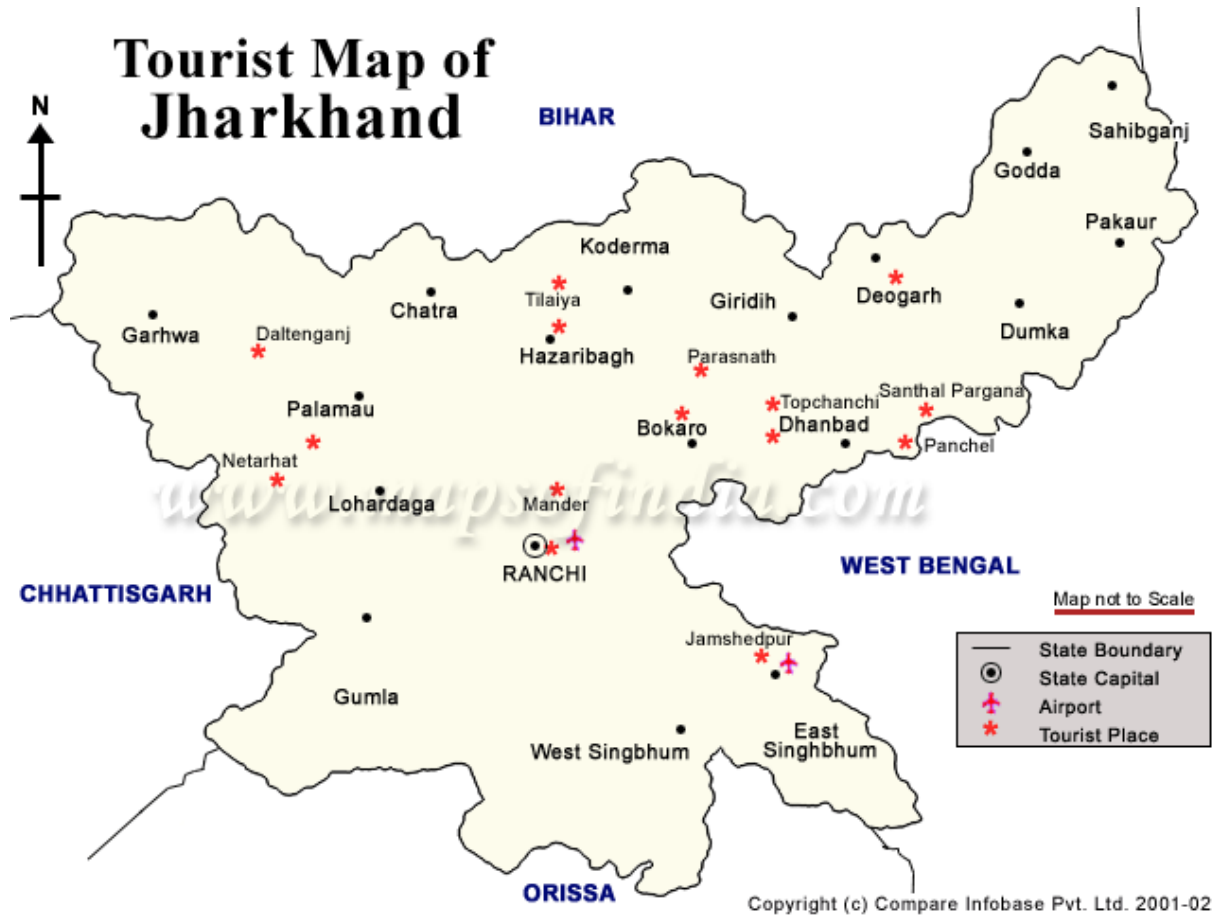 Tourist Map of
Jharkhand
N
BIHAR
Sahibganj
Godda
Pakaur
Koderma
Tilaiya
Chatra
Giridih
Deogarh
Dumka
Garhwa
Daltenganj
Hazaribagh
Parasnath
Palamau
Topchanchi
Santhal Pargana
Bokaro
Dhanbad
Panchel
Netarhat
www.mapsofindia.com
Lohardaga
Mander
RANCHI
WEST BENGAL
CHHATTISGARH
Map not to Scale
Jamshedpur
State Boundary
State Capital
Airport
Tourist Place
Gumla
West Singbhum
East
Singhbhum
ORISSA
Copyright (c) Compare Infobase Pvt. Ltd. 2001-02